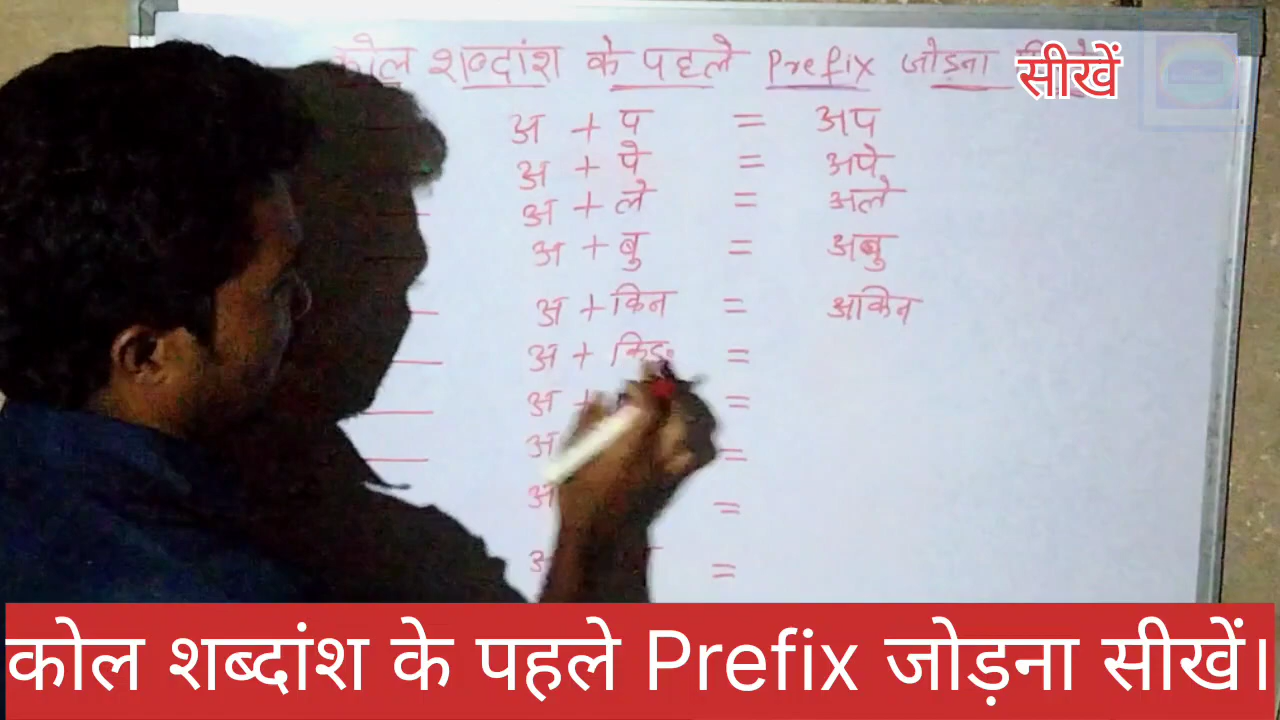 कोल शब्दांश के पहले Prefix जोड़ना सीखें
अ + प = अप
अ + पे = अपे
अ + ले = अले
अ + बु = अबु
अ + किन = अकिन
अ + =
अ + =
अ =
अ =
अ =
कोल शब्दांश के पहले Prefix जोड़ना सीखें।